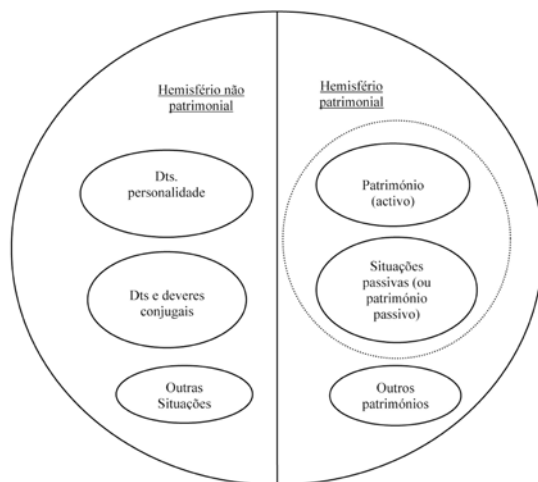 Hemisfério não
patrimonial
Dts.
personalidade
Dts e deveres
conjugais
Outras
Situações
Hemisfério
patrimonial
Património
(activo)
Situações
passivas (ou
património
passivo)
Outros
patrimónios